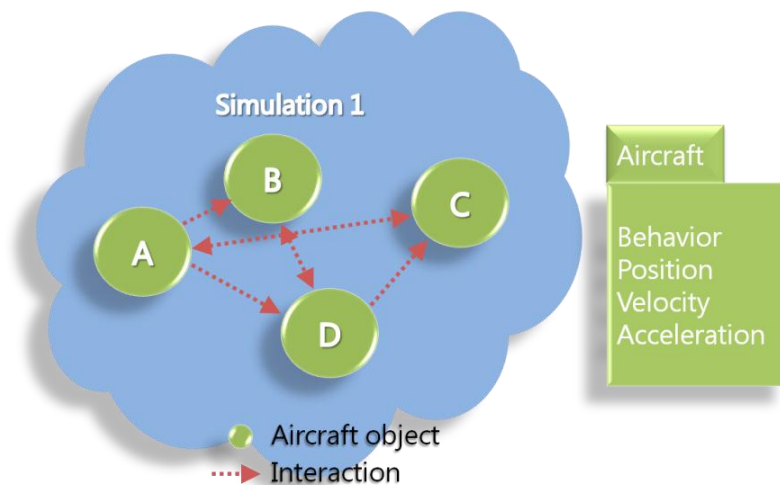 Simulation 1
B
C
A
D
Aircraft object
Interaction
Aircraft
Behavior
Position
Velocity
Acceleration